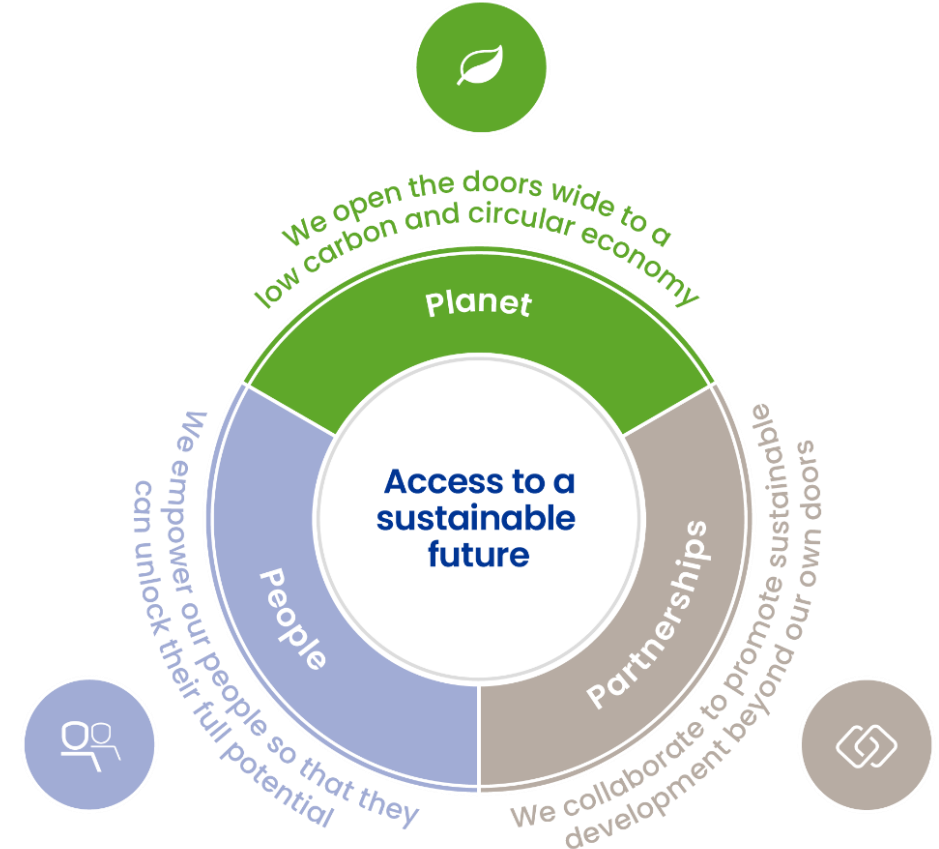 We open the doors wide to a
low carbon and circular economy
Planet
Access to a
sustainable
future
People
We empower our people so that they
can unlock their full potential
Partnerships
We collaborate to promote sustainable
development beyond our own doors